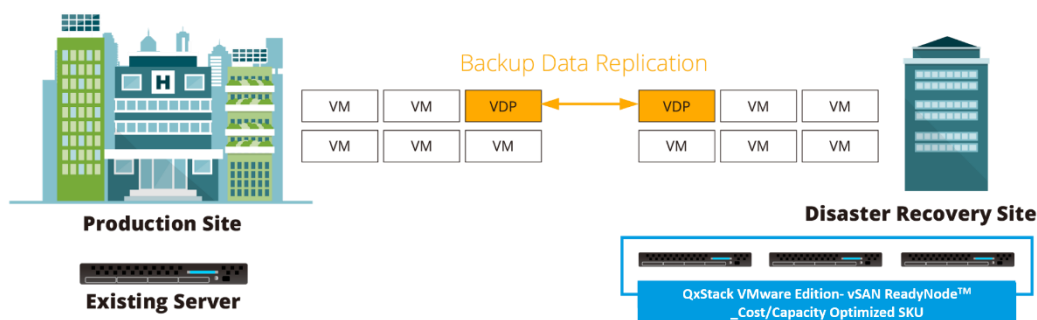 H
Backup Data Replication
VM VM VDP VDP VM VM
VM VM VM VM VM VM
Production Site
Disaster Recovery Site
Existing Server
QxStack VMware Edition- vSAN ReadyNode™
_Cost/Capacity Optimized SKU